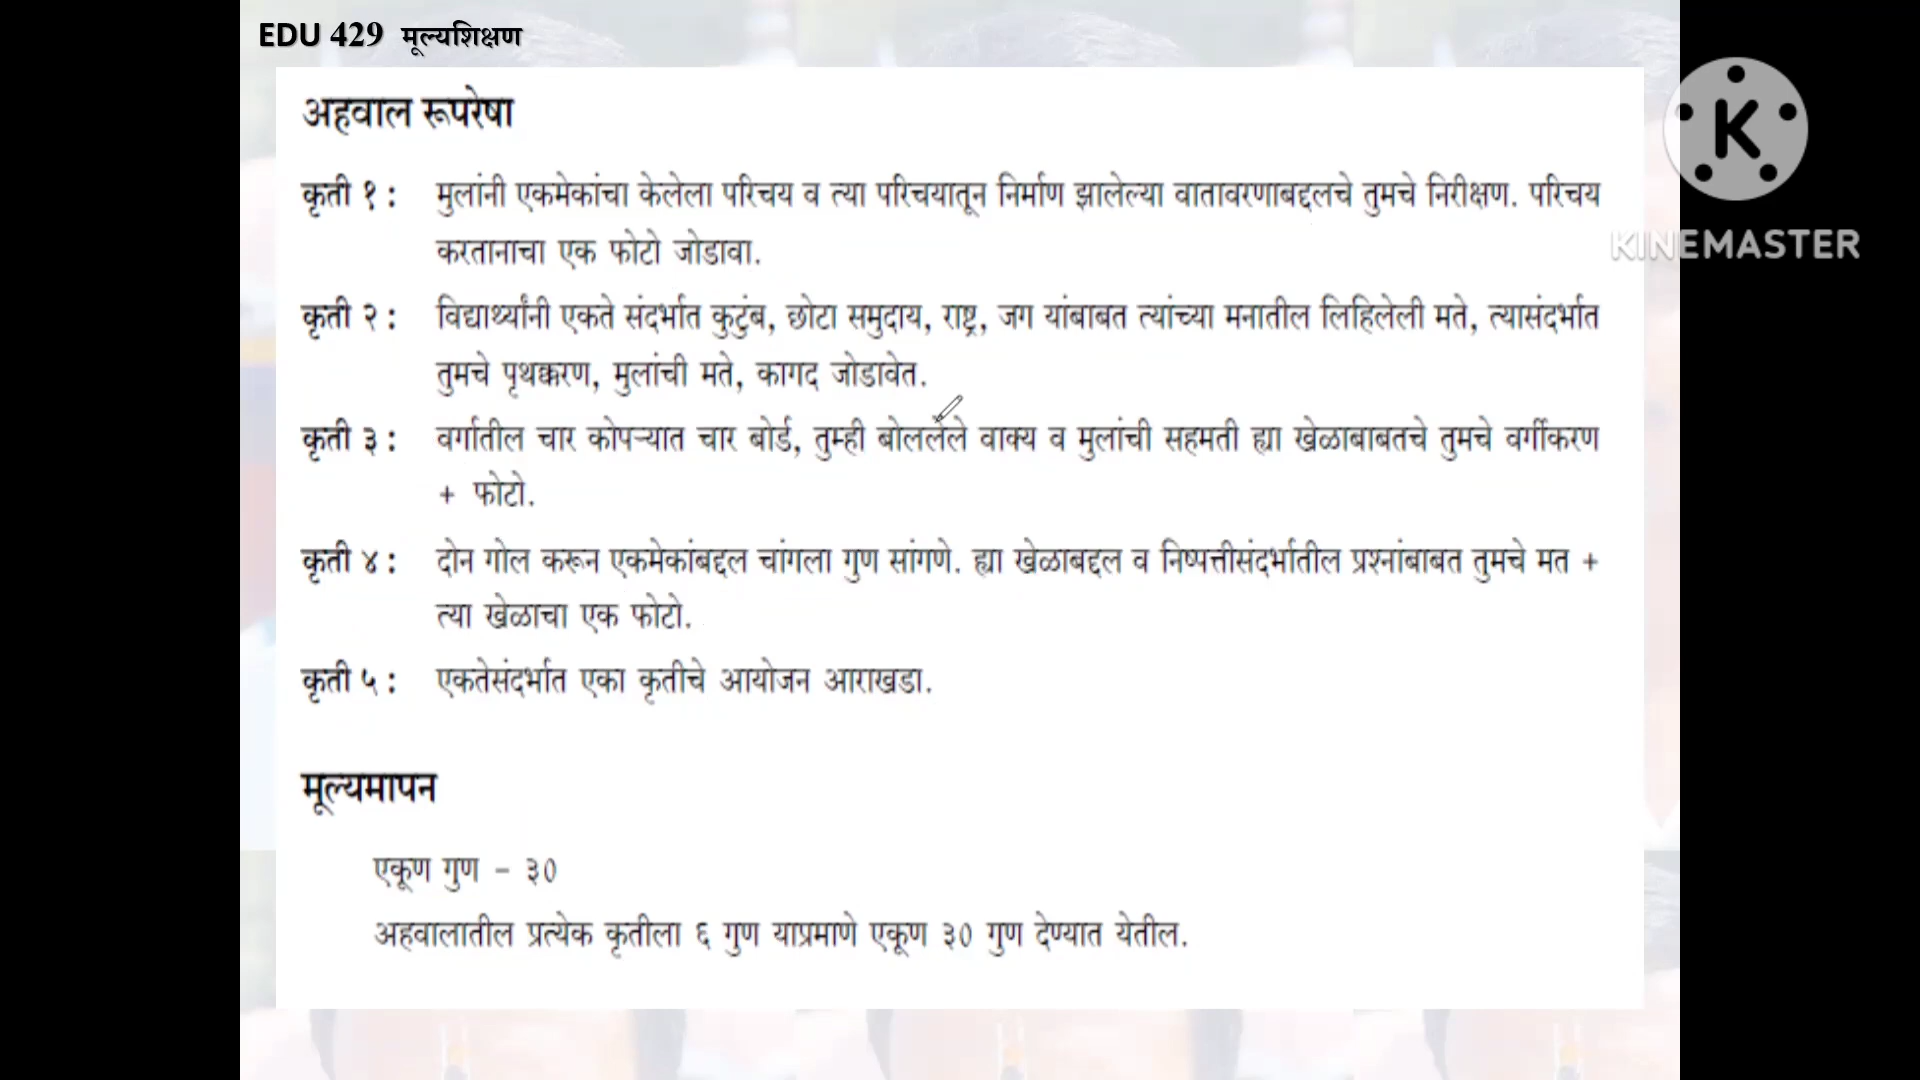 EDU 429 मूल्यशिक्षण
अहवाल रूपरेषा
कृती १ : मुलांनी एकमेकांचा केलेला परिचय व त्या परिचयातून निर्माण झालेल्या वातावरणाबद्दलचे तुमचे निरीक्षण. परिचय
करतानाचा एक फोटो जोडावा.
कृती २ : विद्यार्थ्यांनी एकते संदर्भात कुटुंब, छोटा समुदाय, राष्ट्र, जग यांबाबत त्यांच्या मनातील लिहिलेली मते, त्यासंदर्भात
तुमचे पृथक्करण, मुलांची मते, कागद जोडावेत.
कृती ३ : वर्गातील चार कोपऱ्यात चार बोर्ड, तुम्ही बोललेले वाक्य व मुलांची सहमती ह्या खेळाबाबतचे तुमचे वर्गीकरण
+ फोटो.
कृती ४ : दोन गोल करून एकमेकांबद्दल चांगला गुण सांगणे. ह्या खेळाबद्दल व निष्पत्तीसंदर्भातील प्रश्नांबाबत तुमचे मत +
त्या खेळाचा एक फोटो.
कृती ५ : एकतेसंदर्भात एका कृतीचे आयोजन आराखडा.
मूल्यमापन
एकूण गुण – ३०
अहवालातील प्रत्येक कृतीला ६ गुण याप्रमाणे एकूण ३० गुण देण्यात येतील.
K
KINEMASTER